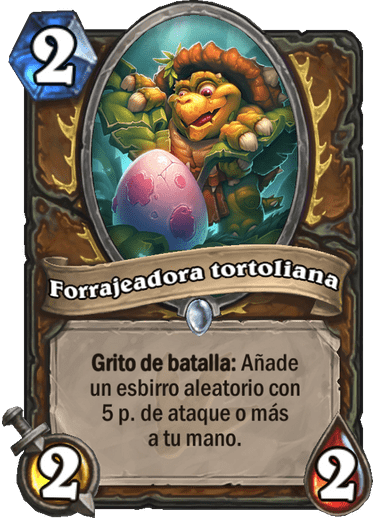 2
Forrajeadora tortoliana
Grito de batalla: Añade
un esbirro aleatorio con
5 p. de ataque o más
a tu mano.
2
2